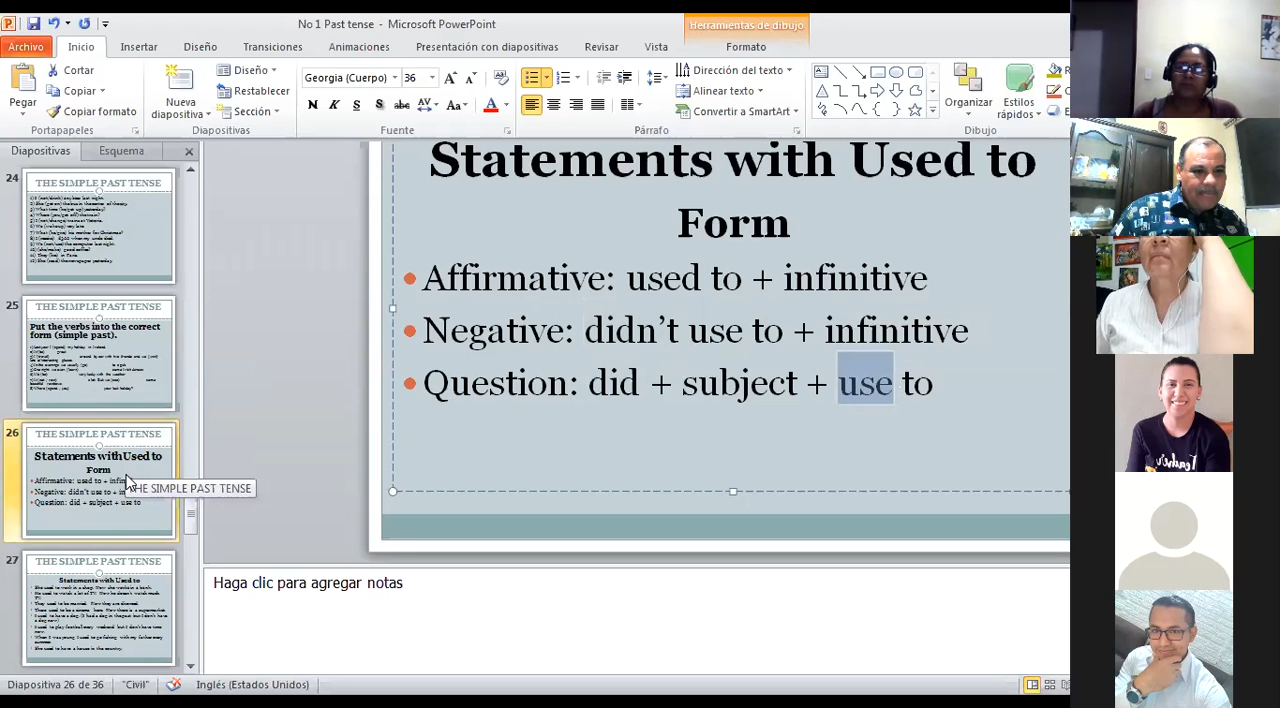 No 1 Past tense - Microsoft PowerPoint
Herramientas de dibujo
Archivo Inicio Insertar Diseño Transiciones Animaciones Presentación con diapositivas Revisar Vista Formato
Pegar
Cortar
Copiar
Copiar formato
Portapapeles
Nueva
diapositiva
Diseño
Restablecer
Sección
Diapositivas
Georgia (Cuerpo) 36
N K S S abc AV Aa A
Fuente
Párrafo
Dirección del texto
Alinear texto
Convertir a SmartArt
Organizar
Estilos
rápidos
Dibujo
Diapositivas Esquema
24
THE SIMPLE PAST TENSE
25
THE SIMPLE PAST TENSE
Put the verbs into the correct
form (simple past).
26
THE SIMPLE PAST TENSE
Statements with Used to
Form
Affirmative: used to + infin
Negative: didn't use to + in
Question: did + subject + use to
THE SIMPLE PAST TENSE
27
THE SIMPLE PAST TENSE
Statements with Used to
Statements with Used to
Form
• Affirmative: used to + infinitive
• Negative: didn't use to + infinitive
• Question: did + subject + use to
Haga clic para agregar notas
Diapositiva 26 de 36 "Civil" Inglés (Estados Unidos)
Teacher